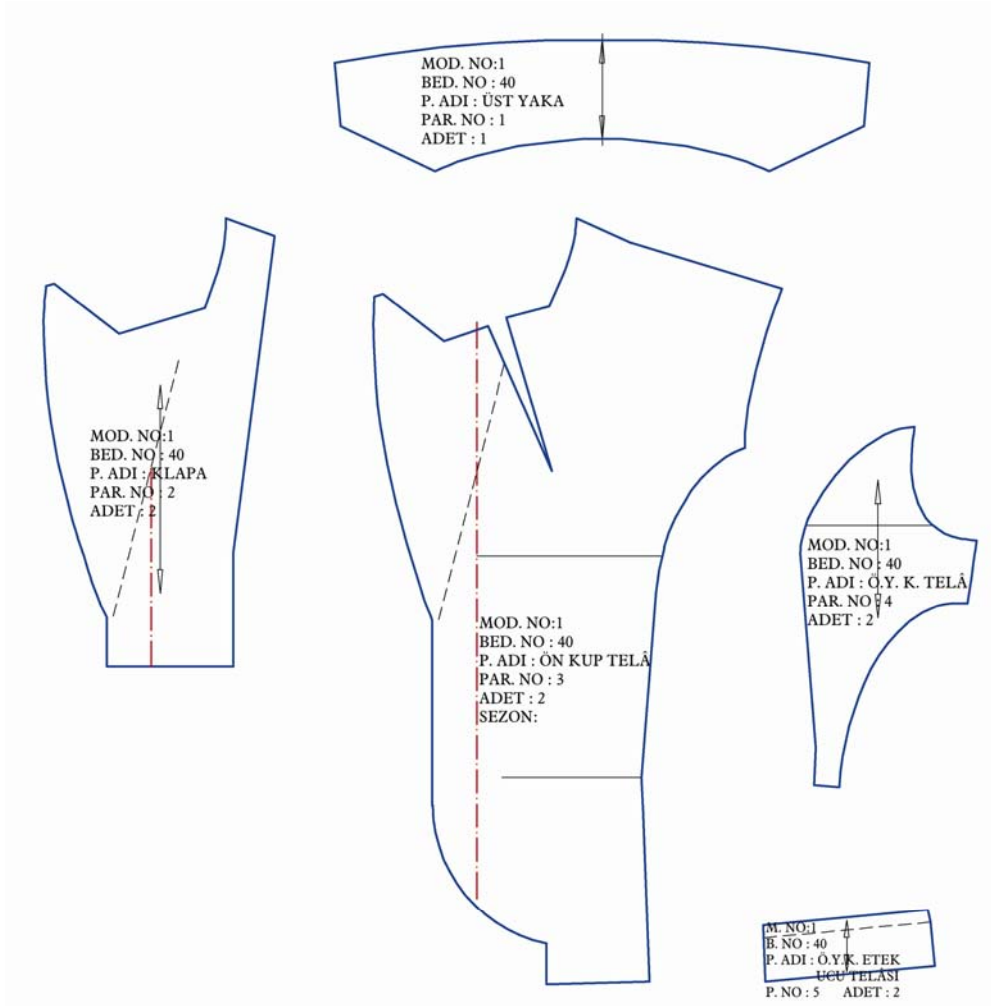 MOD. NO:1
BED. NO : 40
P. ADI : ÜST YAKA
PAR. NO : 1
ADET : 1
MOD. NO:1
BED. NO : 40
P. ADI : KLAPA
PAR. NO : 2
ADET : 2
MOD. NO:1
BED. NO : 40
P. ADI : ÖN KUP TELÂ
PAR. NO : 3
ADET : 2
SEZON:
MOD. NO:1
BED. NO : 40
P. ADI : Ö.Y. K. TELÂ
PAR. NO : 4
ADET : 2
M. NO:1
B. NO : 40
P. ADI : Ö.Y.K. ETEK
UCU TELÂSI
P. NO : 5 ADET : 2